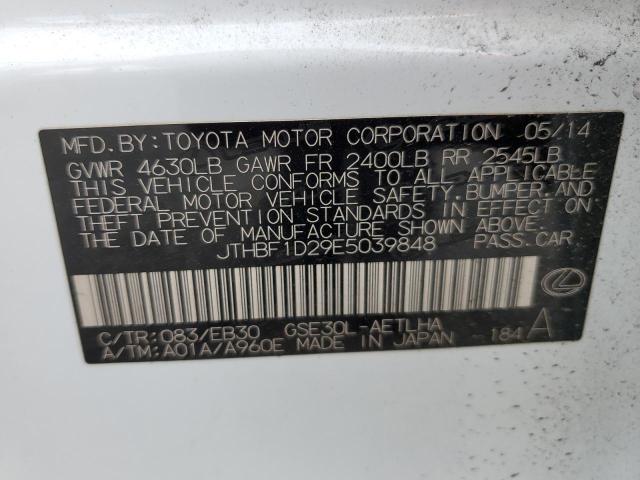 MFD.BY:TOYOTA MOTOR CORPORATION 05/14
GVWR 4630LB GAWR FR 2400LB RR 2545LB
THIS VEHICLE CONFORMS TO ALL APPLICABLE
FEDERAL MOTOR VEHICLE SAFETY,BUMPER,AND
THEFT PREVENTION STANDARDS IN EFFECT ON
THE DATE OF MANUFACTURE SHOWN ABOVE.
JTHBF1D29E5039848 PASS.CAR
C/TR:083/EB30 GSE30L-AETLHA
A/TM:A01A/A960E MADE IN JAPAN 184 A